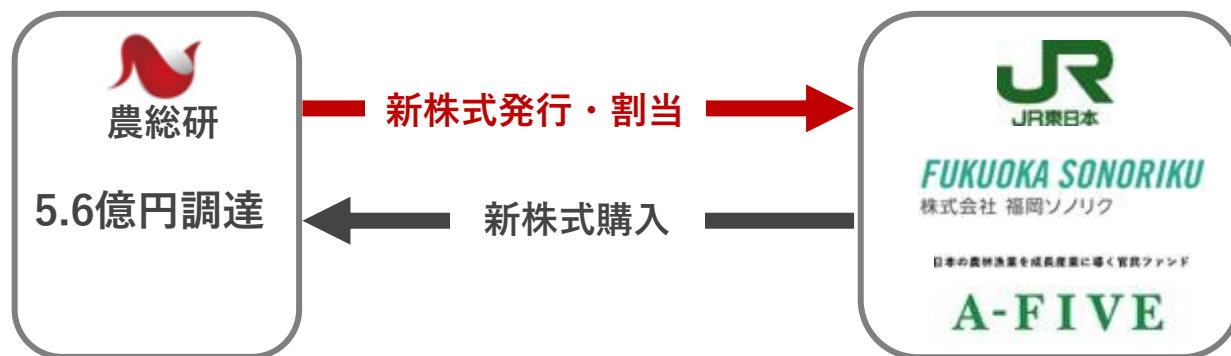 農総研
5.6億円調達
新株式発行・割当
新株式購入
JR
JR東日本
FUKUOKA SONORIKU
株式会社 福岡ソノリク
日本の農林漁業を成長産業に導く官民ファンド
A-FIVE